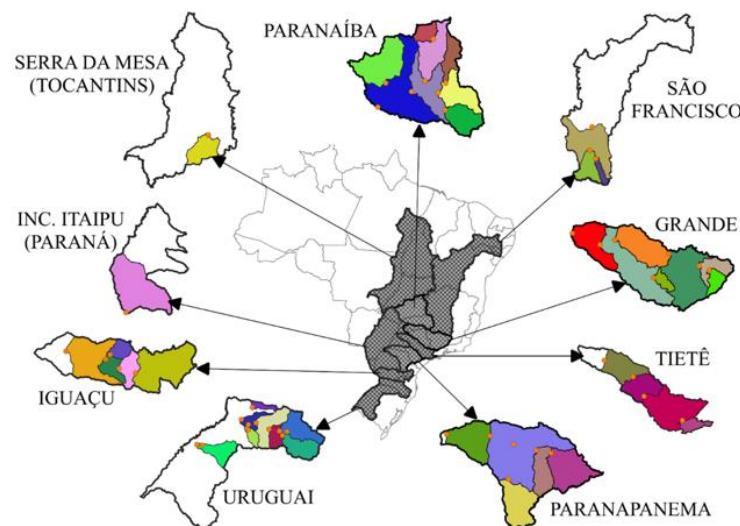 PARANAÍBA
SERRA DA MESA
(TOCANTINS)
SÃO
FRANCISCO
INC. ITAIPU
(PARANÁ)
GRANDE
IGUAÇU
TIETÊ
URUGUAI
PARANAPANEMA